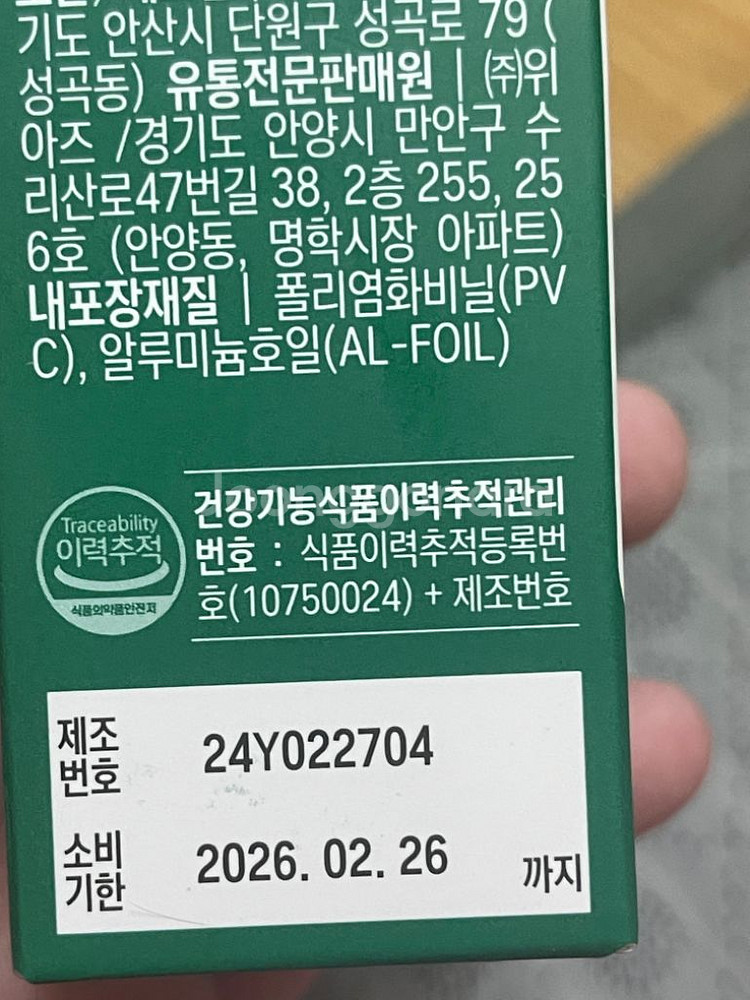 기도 안산시 단원구 성곡로 79 (
성곡동) 유통전문판매원 | ㈜위
아즈 /경기도 안양시 만안구 수
리산로47번길 38, 2층 255, 25
6호 (안양동, 명학시장 아파트)
내포장재질 | 폴리염화비닐(PV
C), 알루미늄호일(AL-FOIL)
Traceability
이력추적
식품의약품안전처
건강기능식품이력추적관리
번호 : 식품이력추적등록번
호(10750024) + 제조번호
제조
번호 24Y022704
소비
기한 2026. 02. 26 까지